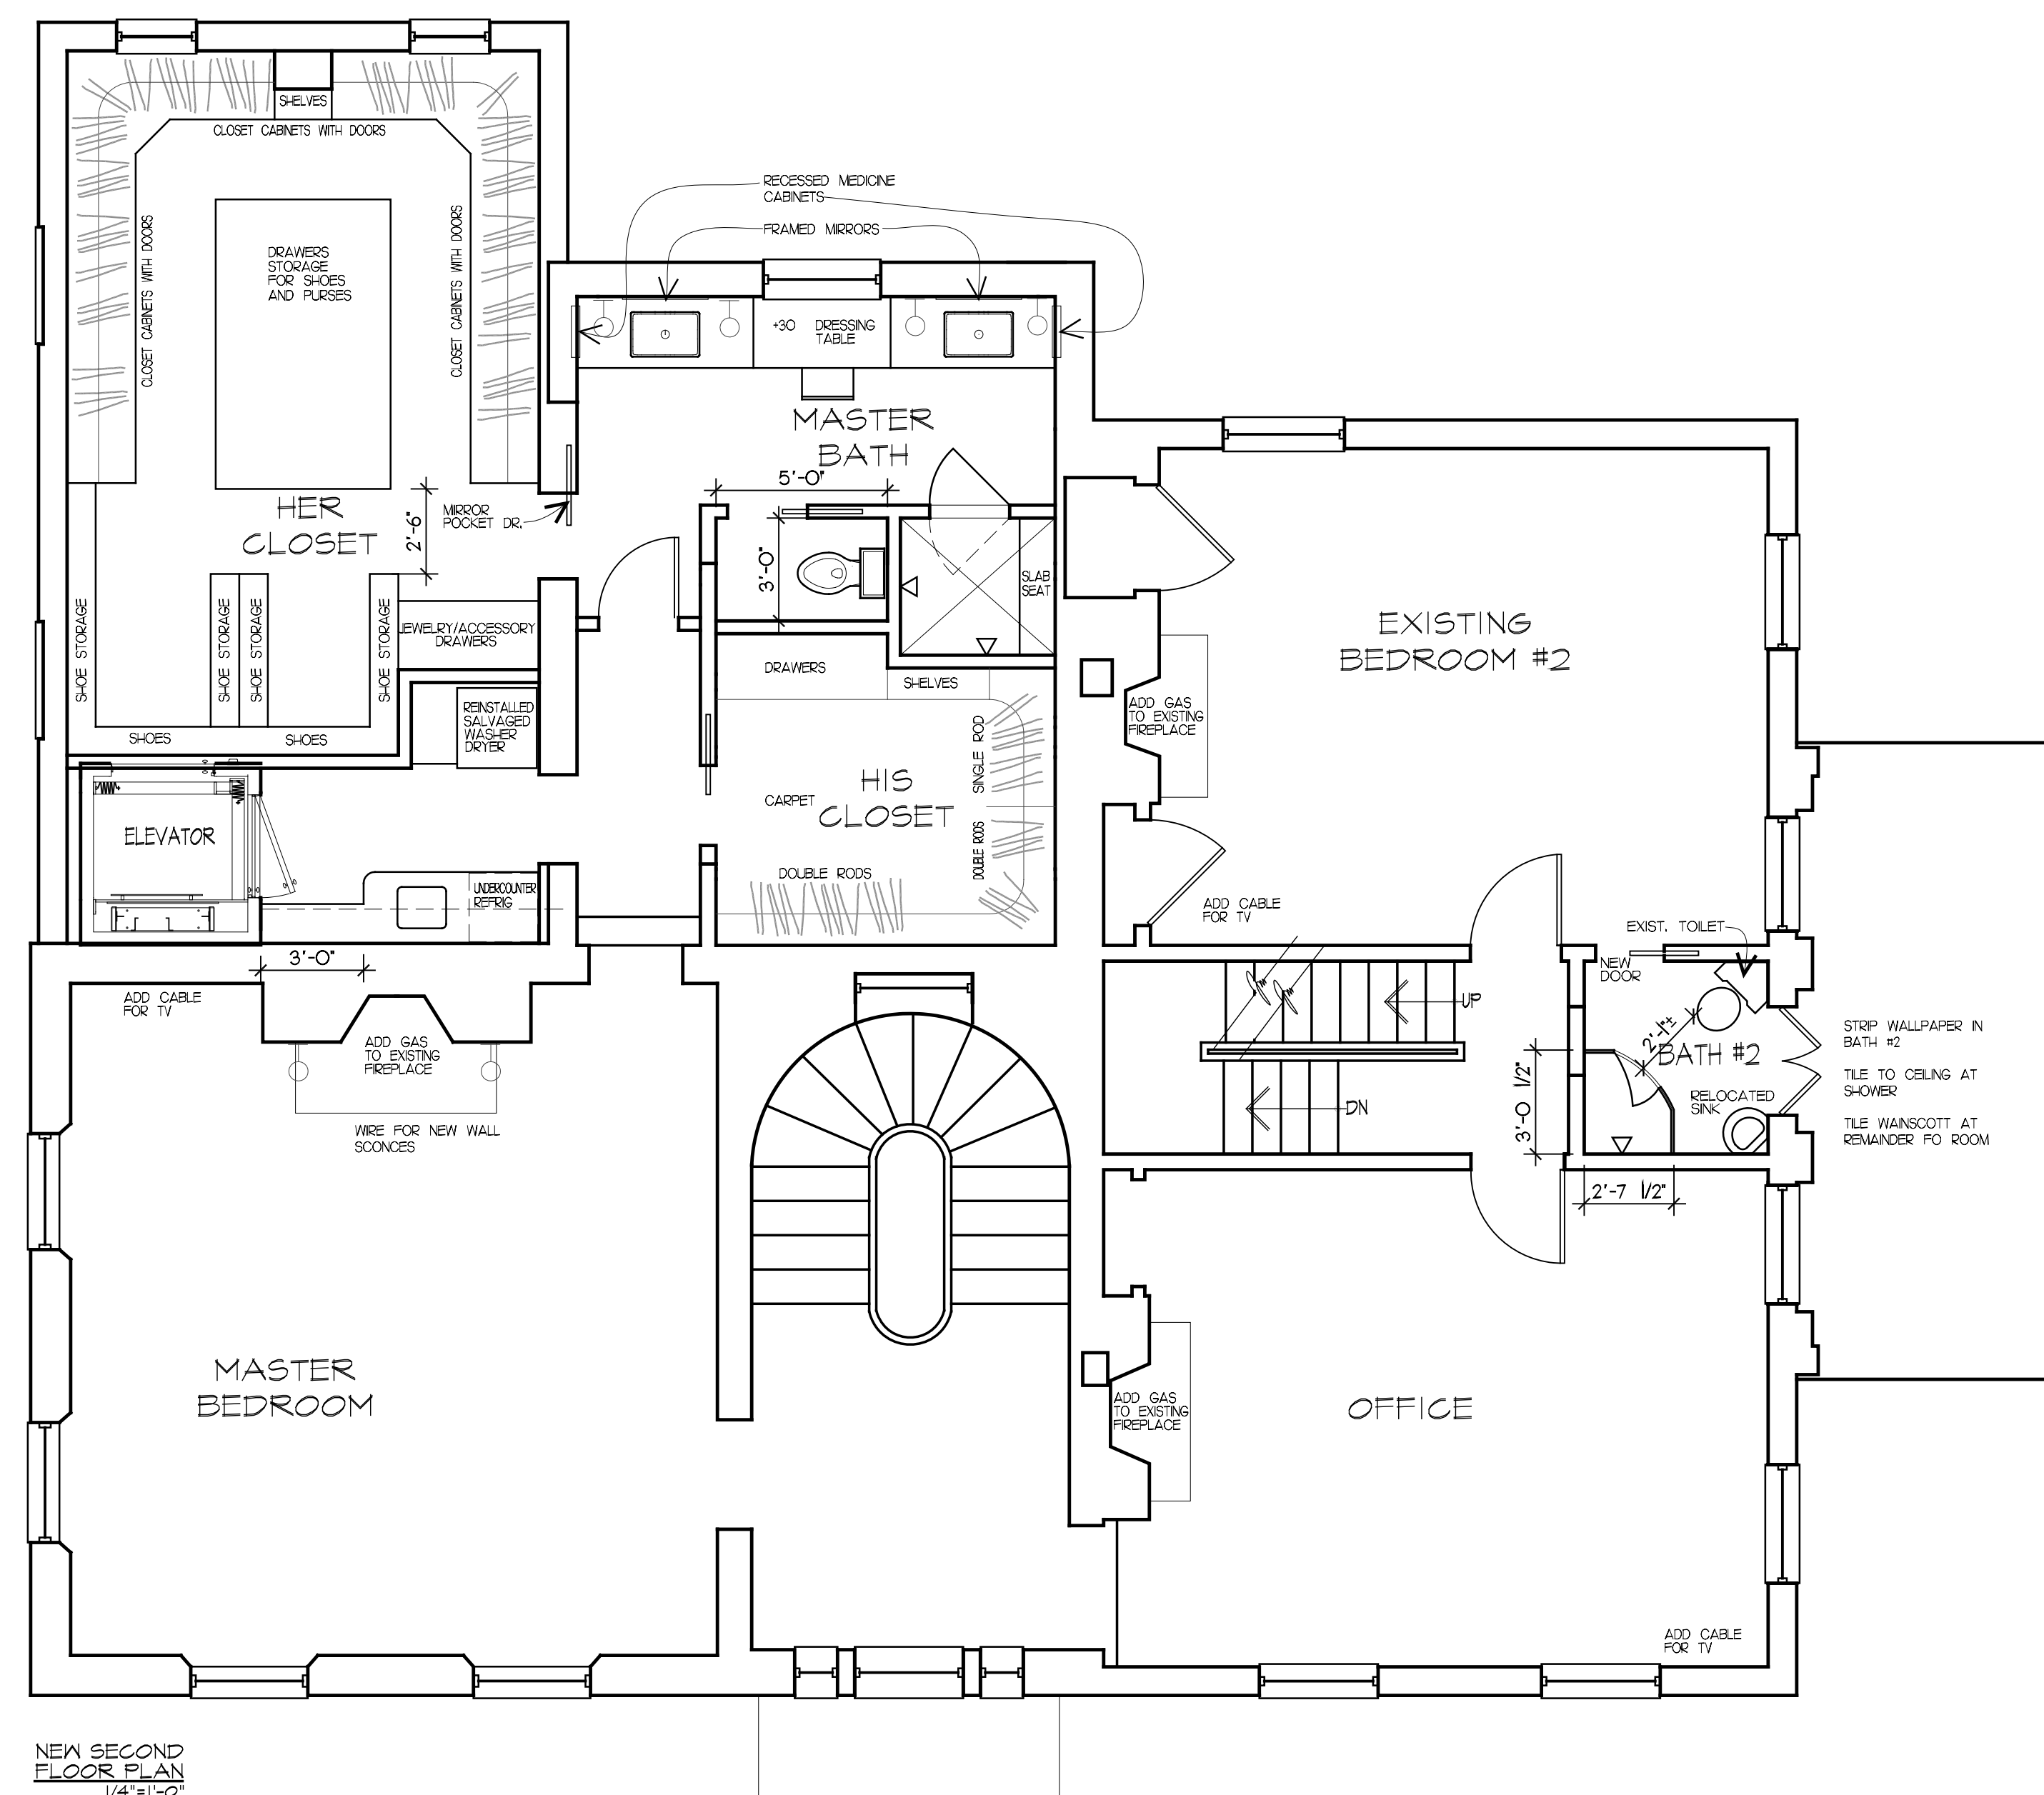 SHELVES
CLOSET CABINETS WITH DOORS
CLOSET CABINETS WITH DOORS
CLOSET CABINETS WITH DOORS
DRAWERS
STORAGE
FOR SHOES
AND PURSES
HER
CLOSET
2'-6"
MIRROR
POCKET DR.
SHOE STORAGE
SHOE STORAGE
SHOE STORAGE
SHOE STORAGE
JEWELRY/ACCESSORY
DRAWERS
SHOES
SHOES
REINSTALLED
SALVAGED
WASHER
DRYER
RECESSED MEDICINE
CABINETS
FRAMED MIRRORS
+30 DRESSING
TABLE
MASTER
BATH
5'-0"
3'-0"
SLAB
SEAT
DRAWERS
SHELVES
SINGLE ROD
HIS
CLOSET
CARPET
DOUBLE RODS
DOUBLE RODS
ELEVATOR
UNDERCOUNTER
REFRIG
3'-0"
ADD CABLE
FOR TV
ADD GAS
TO EXISTING
FIREPLACE
WIRE FOR NEW WALL
SCONCES
MASTER
BEDROOM
EXISTING
BEDROOM #2
ADD GAS
TO EXISTING
FIREPLACE
ADD CABLE
FOR TV
EXIST. TOILET
NEW
DOOR
UP
DN
2'-1"±
BATH #2
RELOCATED
SINK
3'-0 1/2"
2'-7 1/2"
STRIP WALLPAPER IN
BATH #2
TILE TO CEILING AT
SHOWER
TILE WAINSCOTT AT
REMAINDER FO ROOM
ADD GAS
TO EXISTING
FIREPLACE
OFFICE
ADD CABLE
FOR TV
NEW SECOND
FLOOR PLAN
1/4"=1'-0"